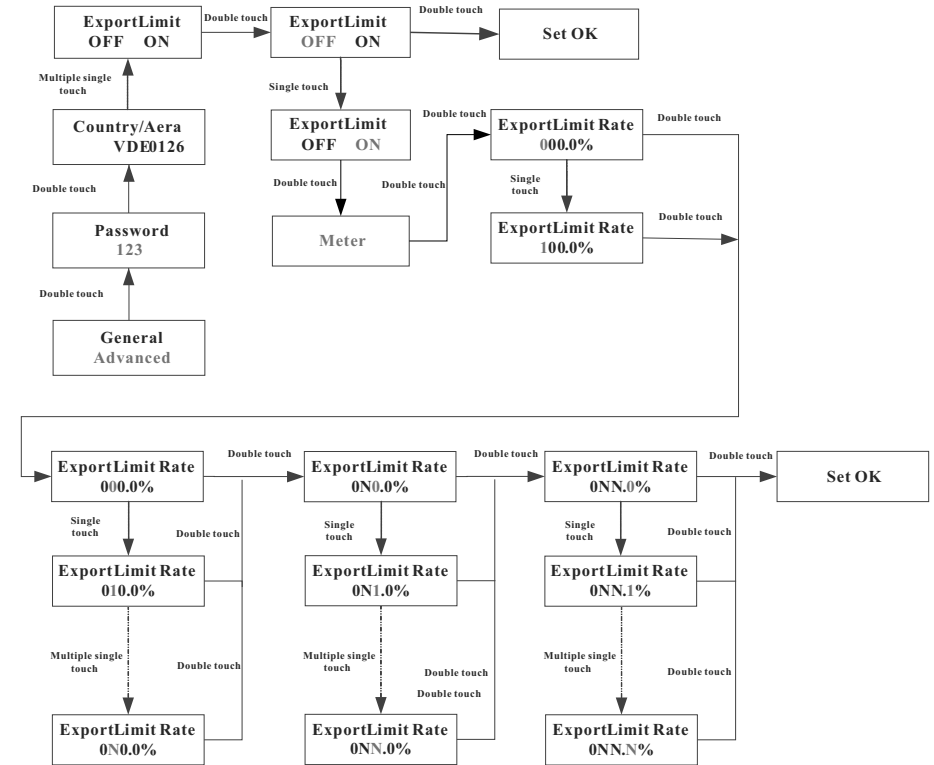 ExportLimit
OFF ON
Double touch
ExportLimit
OFF ON
Double touch
Set OK
Multiple single
touch
Single touch
Country/Aera
VDE0126
ExportLimit
OFF ON
Double touch
ExportLimit Rate
000.0%
Double touch
Double touch
Double touch
Double touch
Single
touch
Password
123
Meter
ExportLimit Rate
100.0%
Double touch
Double touch
General
Advanced
ExportLimit Rate
000.0%
Double touch
ExportLimit Rate
0N0.0%
Double touch
ExportLimit Rate
0NN.0%
Double touch
Set OK
Single
touch
Double touch
Single
touch
Single
touch
Double touch
ExportLimit Rate
010.0%
ExportLimit Rate
0N1.0%
ExportLimit Rate
0NN.1%
Multiple single
touch
Double touch
Multiple single
touch
Double touch
Double touch
Multiple single
touch
Double touch
ExportLimit Rate
0N0.0%
ExportLimit Rate
0NN.0%
ExportLimit Rate
0NN.N%